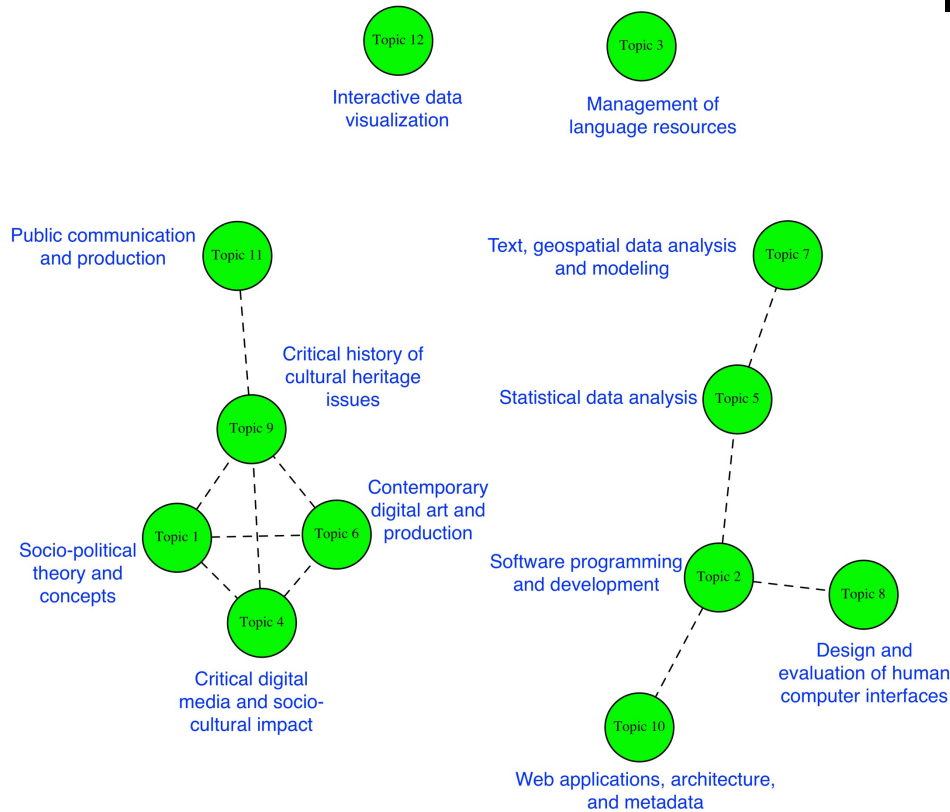 Topic 12
Interactive data
visualization
Topic 3
Management of
language resources
Public communication
and production
Topic 11
Text, geospatial data analysis
and modeling
Topic 7
Critical history of
cultural heritage
issues
Topic 9
Statistical data analysis
Topic 5
Contemporary
digital art and
production
Topic 6
Topic 1
Socio-political
theory and
concepts
Topic 4
Critical digital
media and socio-
cultural impact
Software programming
and development
Topic 2
Topic 8
Design and
evaluation of human
computer interfaces
Topic 10
Web applications, architecture,
and metadata